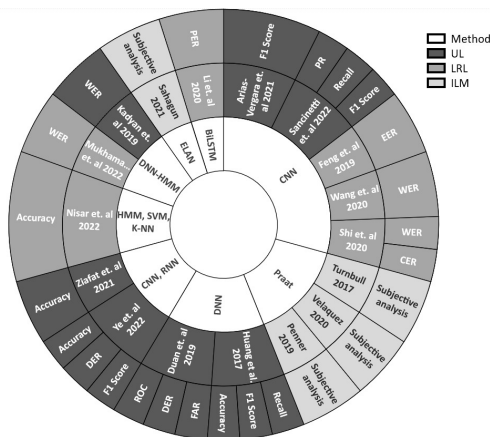 Method
UL
LRL
ILM
CNN
Praat
DNN
CNN, RNN
HMM, SVM,
K-NN
DNN-HMM
ELAN
BiLSTM
Arias-
Vergara. et
al 2021
Sancinetti
et. al 2022
Feng et. al
2019
Wang et. al
2020
Shi et. al
2020
Turnbull
2017
Velaquez
2020
Penner
2019
Huang et al.
2017
Duan et. al
2019
Ye et. al
2022
Ziafat et. al
2021
Nisar et. al
2022
Mukhama..
et. al 2022
Kadyan et.
al 2019
Sahagun
2021
Li et. al
2020
F1 Score
PR
Recall
F1 Score
EER
WER
WER
CER
Subjective
analysis
Subjective
analysis
Subjective
analysis
Recall
F1 Score
Accuracy
FAR
DER
ROC
F1 Score
DER
Accuracy
Accuracy
Accuracy
WER
WER
Subjective
analysis
PER